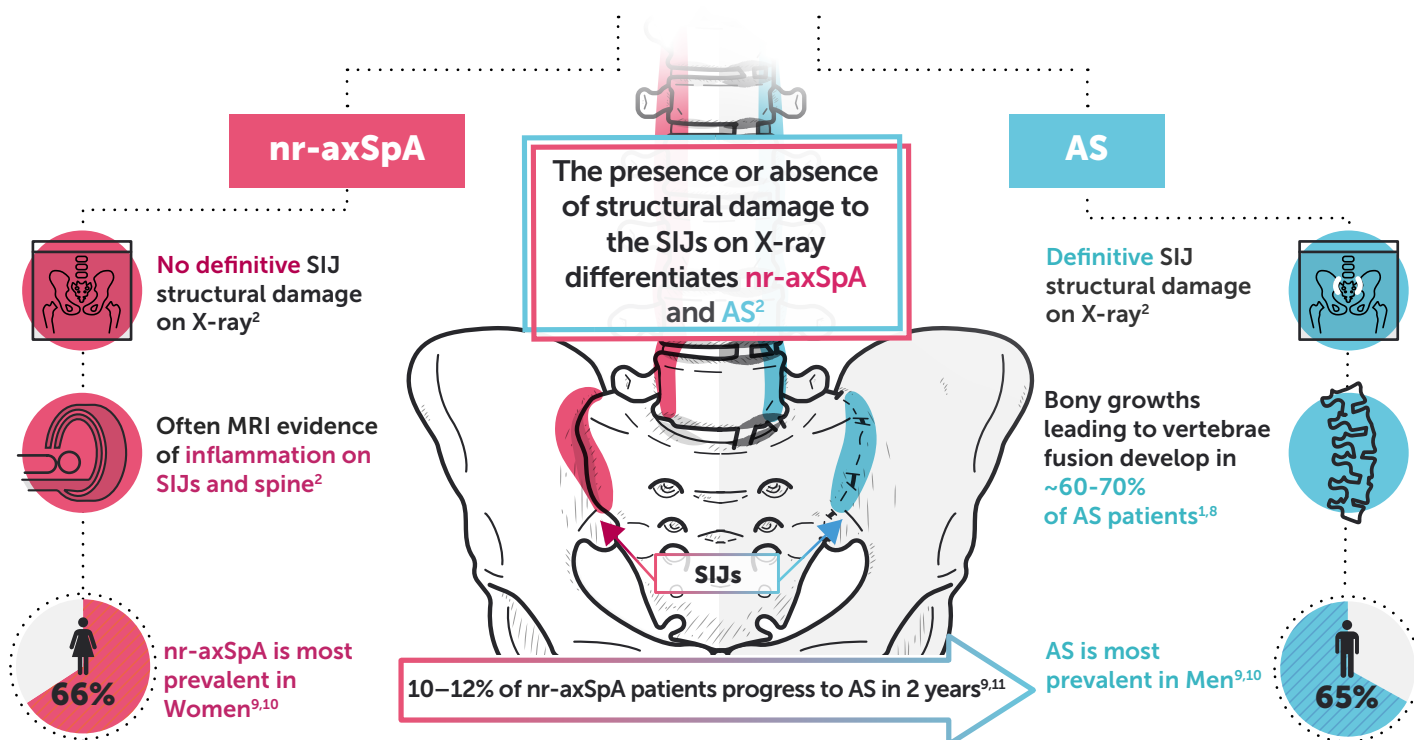 nr-axSpA
AS
The presence or absence
of structural damage to
the SIJs on X-ray
differentiates nr-axSpA
and AS2
No definitive SIJ
structural damage
on X-ray2
Often MRI evidence
of inflammation on
SIJs and spine2
66%
nr-axSpA is most
prevalent in
Women9,10
Definitive SIJ
structural damage
on X-ray2
Bony growths
leading to vertebrae
fusion develop in
~60-70%
of AS patients1,8
AS is most
prevalent in Men9,10
65%
SIJs
10–12% of nr-axSpA patients progress to AS in 2 years9,11